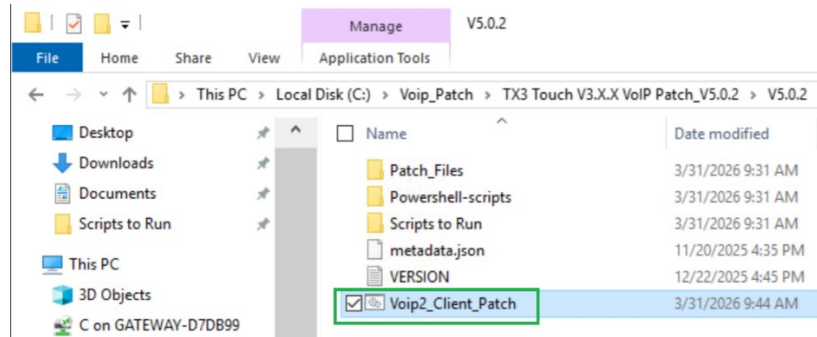 Manage V5.0.2
File Home Share View Application Tools
This PC > Local Disk (C:) > Voip_Patch > TX3 Touch V3.X.X VoIP Patch_V5.0.2 > V5.0.2
Desktop
Downloads
Documents
Scripts to Run
This PC
3D Objects
C on GATEWAY-D7DB99
Name Date modified
Patch_Files 3/31/2026 9:31 AM
Powershell-scripts 3/31/2026 9:31 AM
Scripts to Run 3/31/2026 9:31 AM
metadata.json 11/20/2025 4:35 PM
VERSION 12/22/2025 4:45 PM
Voip2_Client_Patch 3/31/2026 9:44 AM